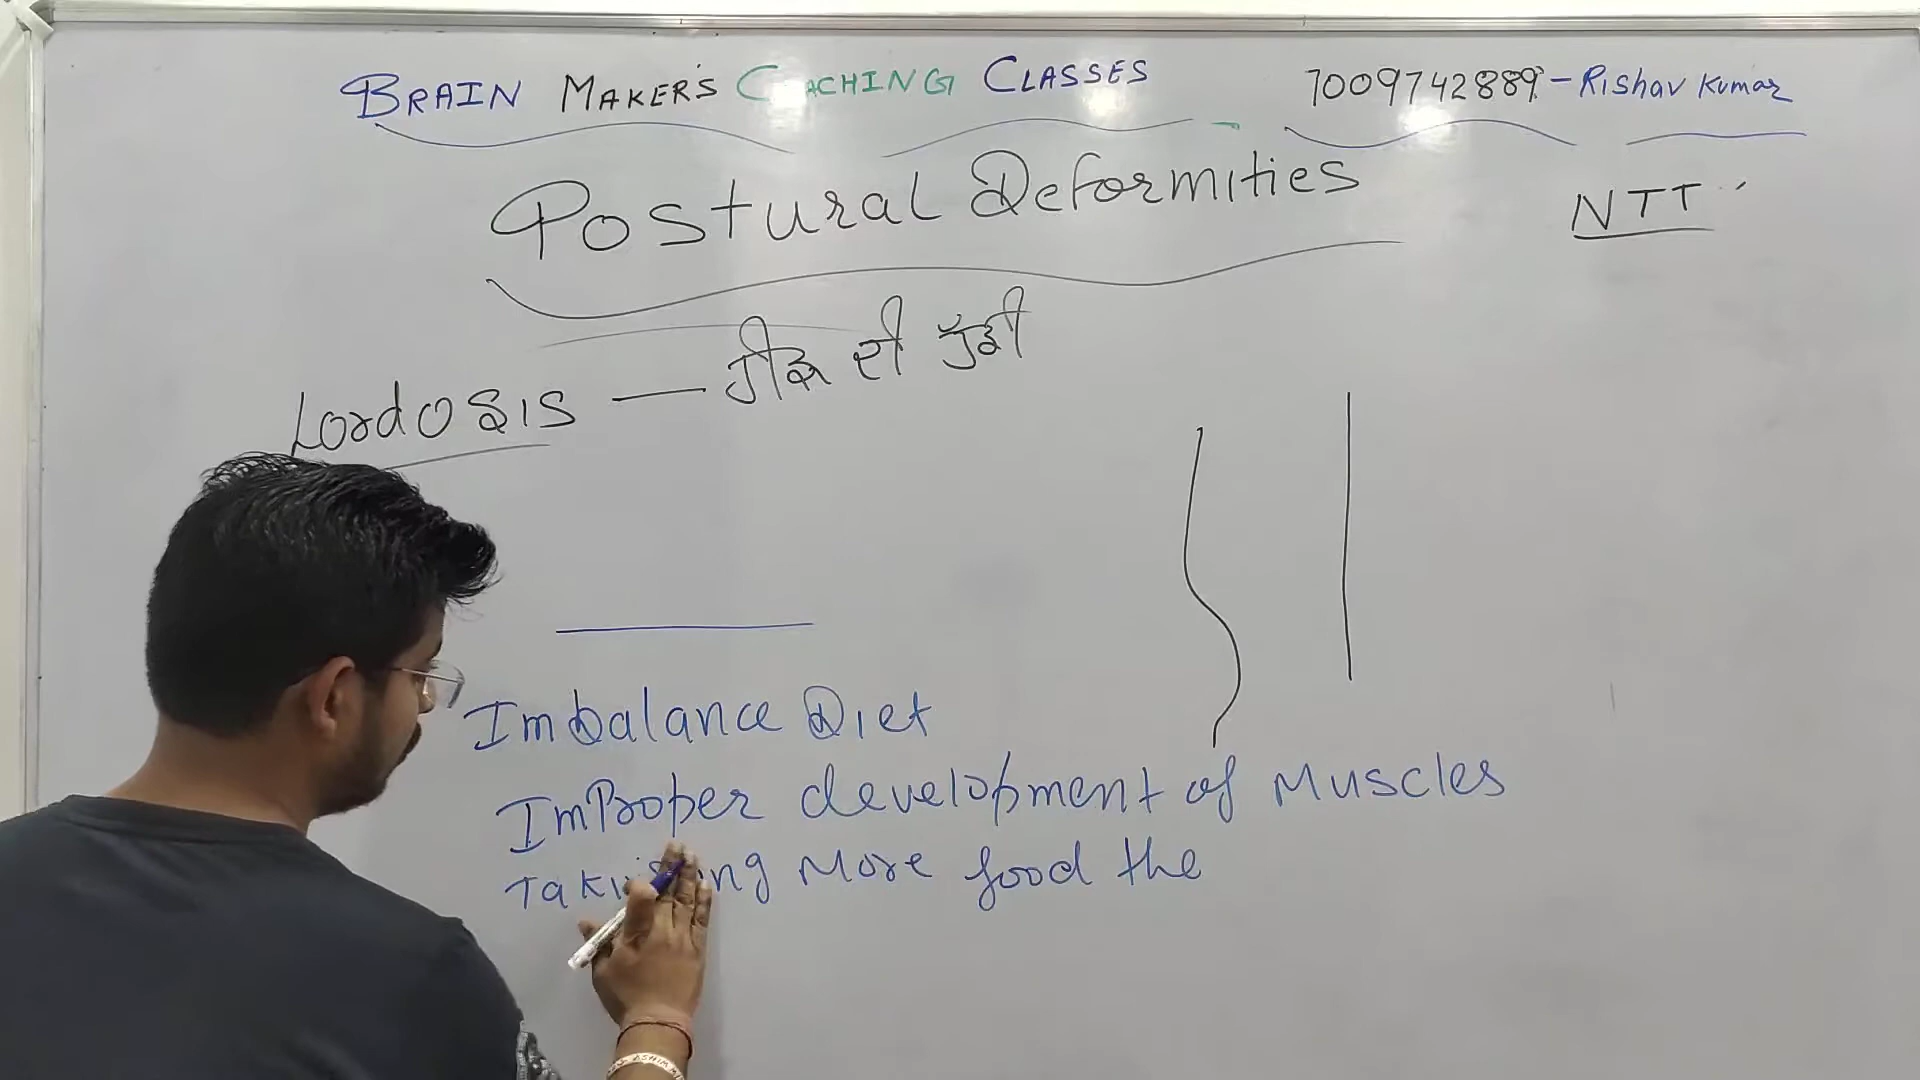 BRAIN MAKER'S COACHING CLASSES
7009742889-Rishav Kumar
Postural Deformities
NTT
Lordosis — ਰੀੜ੍ਹ ਦੀ ਹੱਡੀ
Imbalance Diet
ImProper development of Muscles
more food the